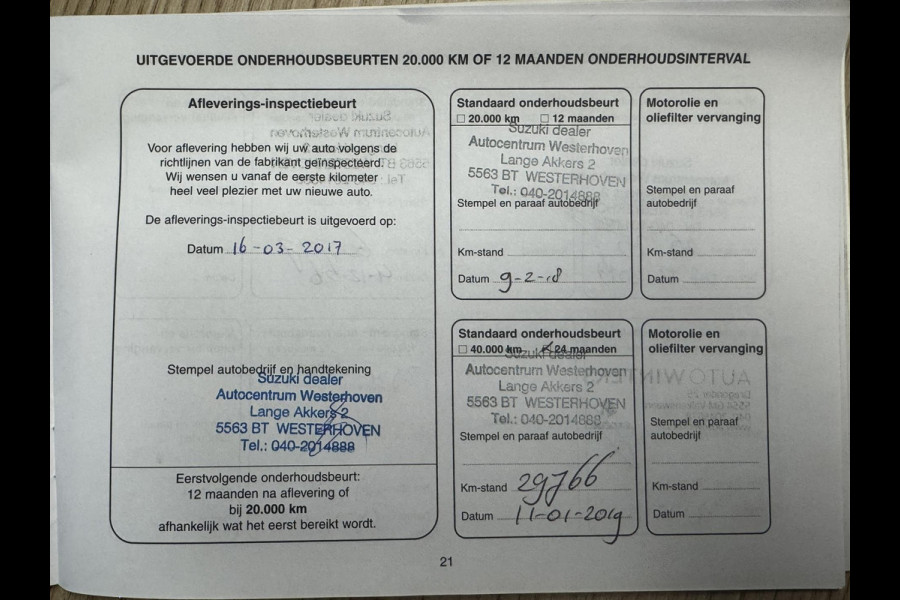 UITGEVOERDE ONDERHOUDSBEURTEN 20.000 KM OF 12 MAANDEN ONDERHOUDSINTERVAL
Afleverings-inspectiebeurt
Voor aflevering hebben wij uw auto volgens de
richtlijnen van de fabrikant geïnspecteerd.
Wij wensen u vanaf de eerste kilometer
heel veel plezier met uw nieuwe auto.
De afleverings-inspectiebeurt is uitgevoerd op:
Datum 16-03-2017
Stempel autobedrijf en handtekening
Suzuki dealer
Autocentrum Westerhoven
Lange Akkers 2
5563 BT WESTERHOVEN
Tel.: 040-2014888
Eerstvolgende onderhoudsbeurt:
12 maanden na aflevering of
bij 20.000 km
afhankelijk wat het eerst bereikt wordt.
Standaard onderhoudsbeurt
20.000 km 12 maanden
Suzuki dealer
Autocentrum Westerhoven
Lange Akkers 2
5563 BT WESTERHOVEN
Tel.: 040-2014888
Stempel en paraaf autobedrijf
Km-stand
Datum 9-2-18
Motorolie en
oliefilter vervanging
Stempel en paraaf
autobedrijf
Km-stand
Datum
Standaard onderhoudsbeurt
40.000 km 24 maanden
Suzuki dealer
Autocentrum Westerhoven
Lange Akkers 2
5563 BT WESTERHOVEN
Tel.: 040-2014888
Stempel en paraaf autobedrijf
Km-stand 29766
Datum 11-01-2019
Motorolie en
oliefilter vervanging
Stempel en paraaf
autobedrijf
Km-stand
Datum
21